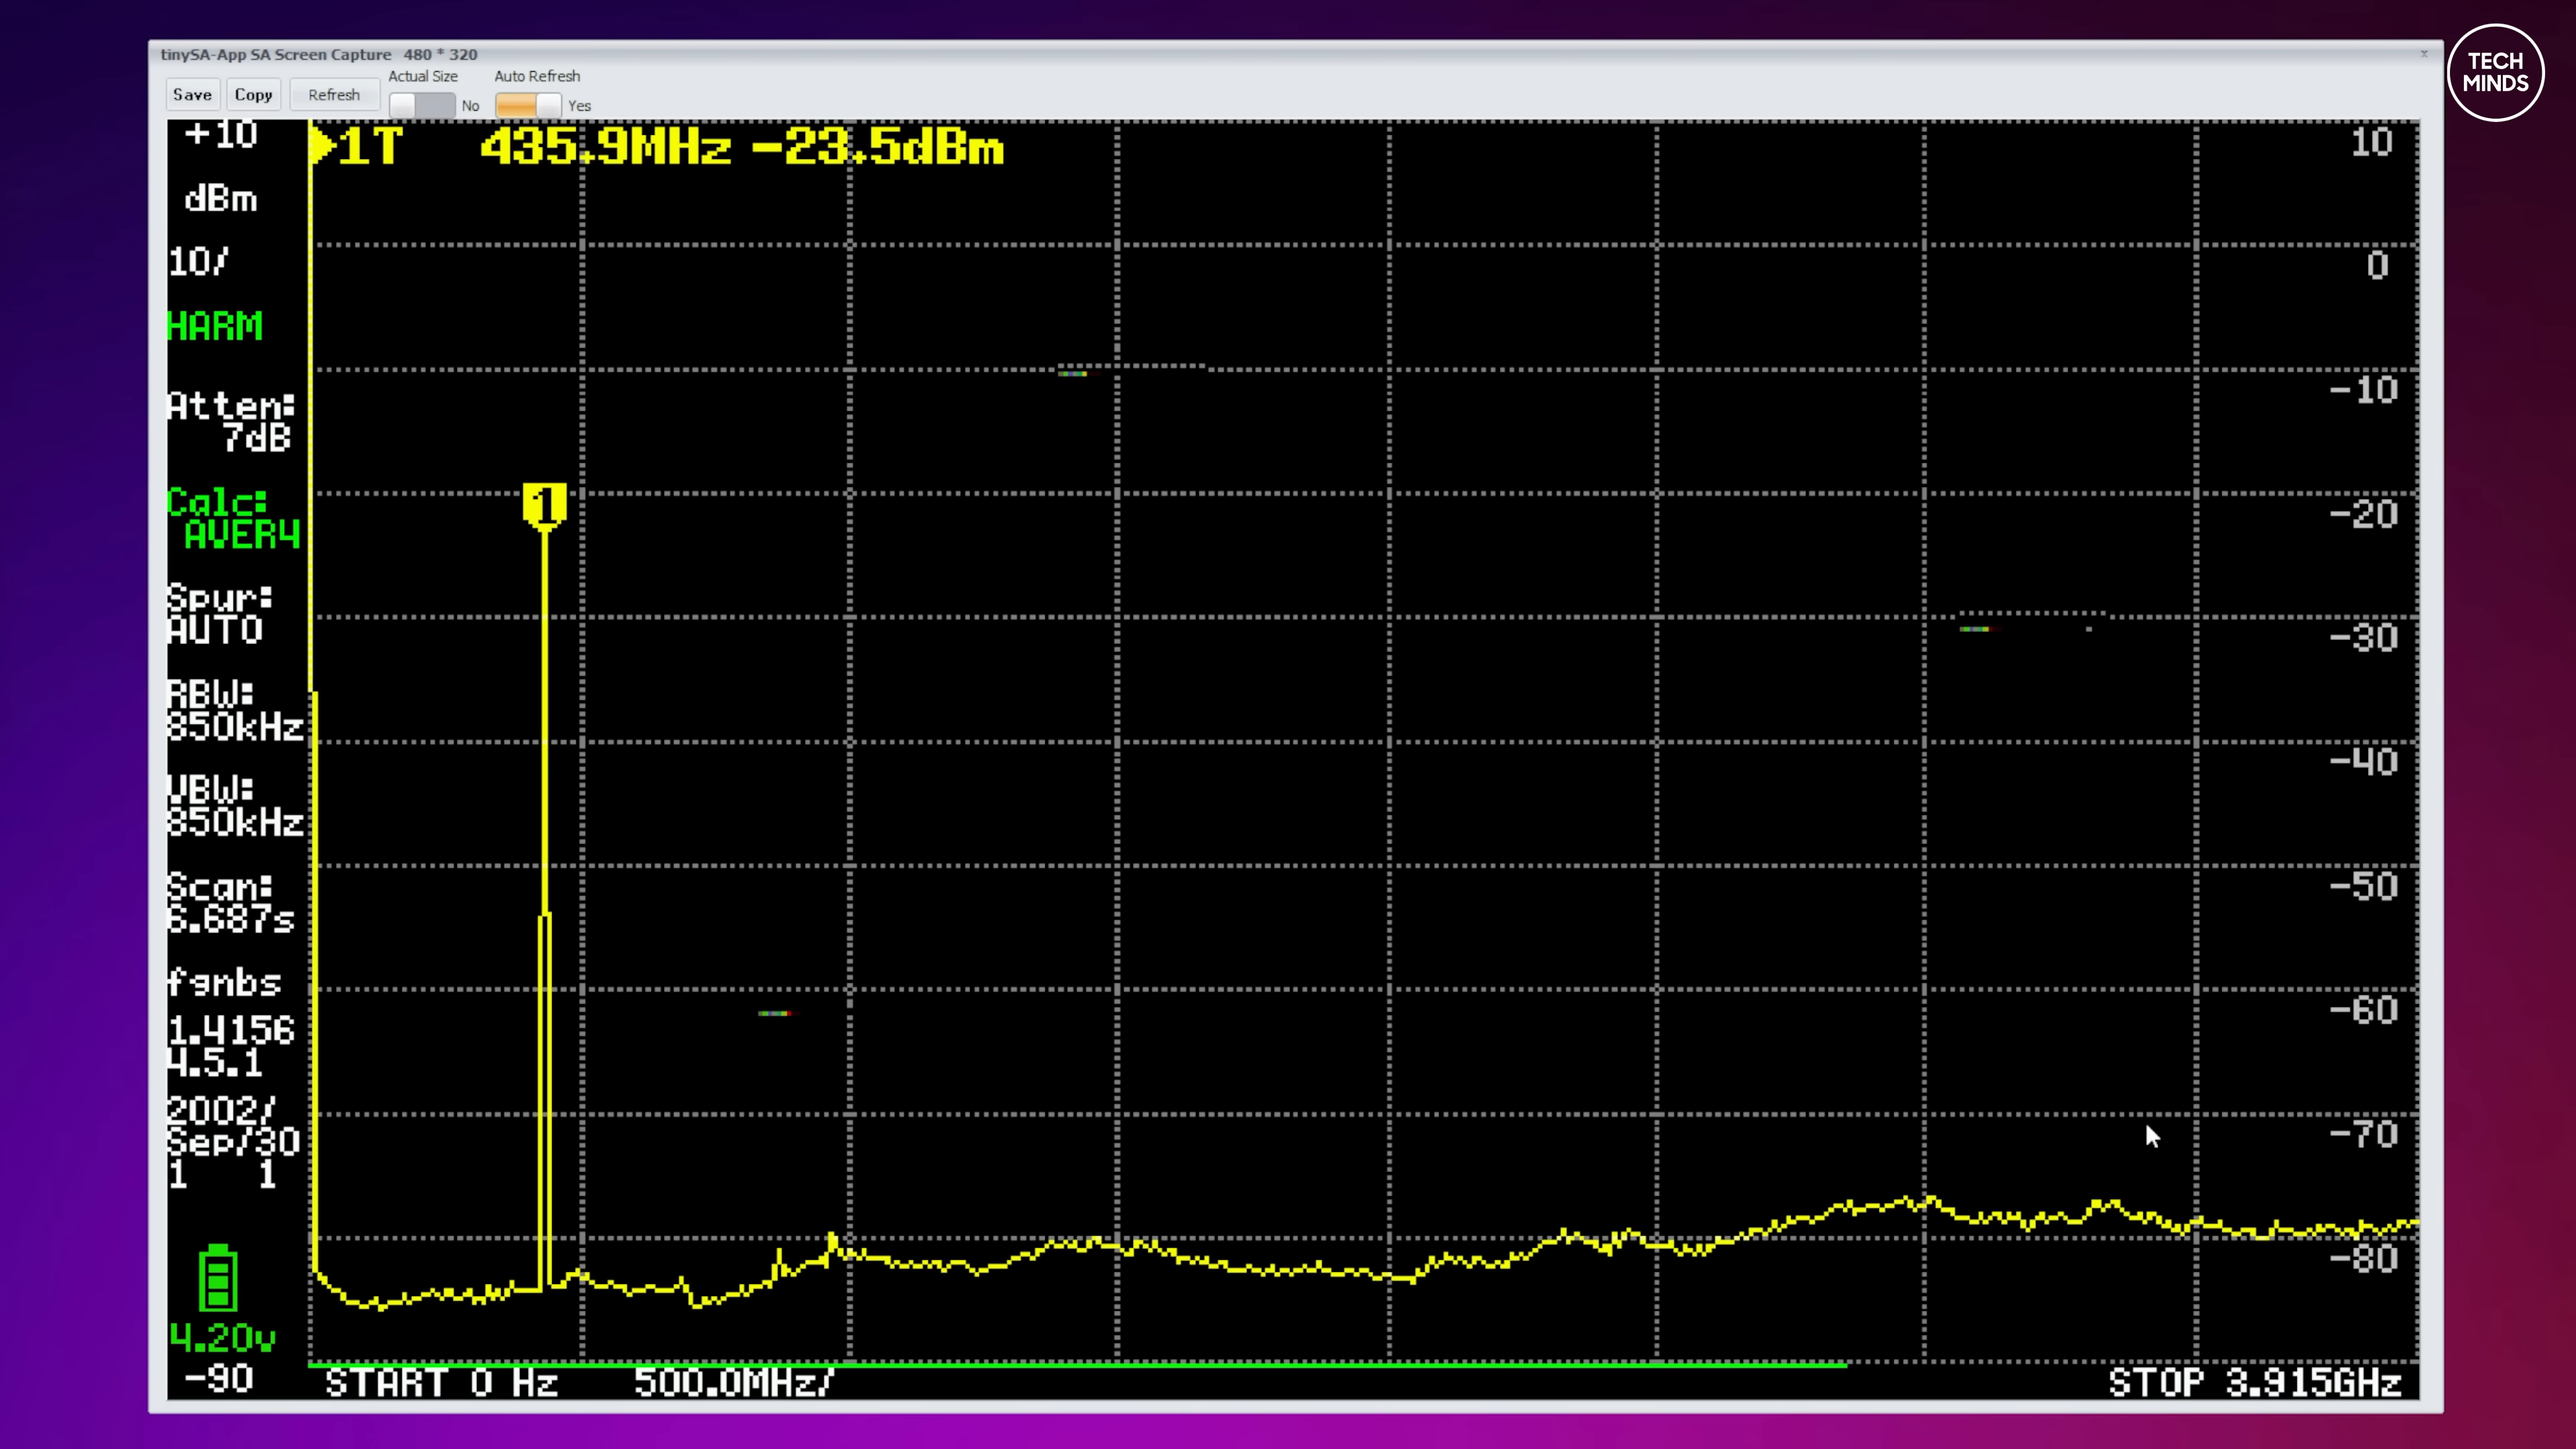 tinySA-App SA Screen Capture 480 * 320
TECH
MINDS
Save Copy Refresh
Actual Size
No
Auto Refresh
Yes
+10
dBm
10/
HARM
Atten:
7dB
Calc:
AVER4
Spur:
AUTO
RBW:
850kHz
VBW:
850kHz
Scan:
6.687s
fgnbs
1.4156
4.5.1
2002/
Sep/30
1 1
4.20v
-90
1T 435.9MHz -23.5dBm
1
10
0
-10
-20
-30
-40
-50
-60
-70
-80
START 0 Hz 500.0MHz/ STOP 3.915GHz